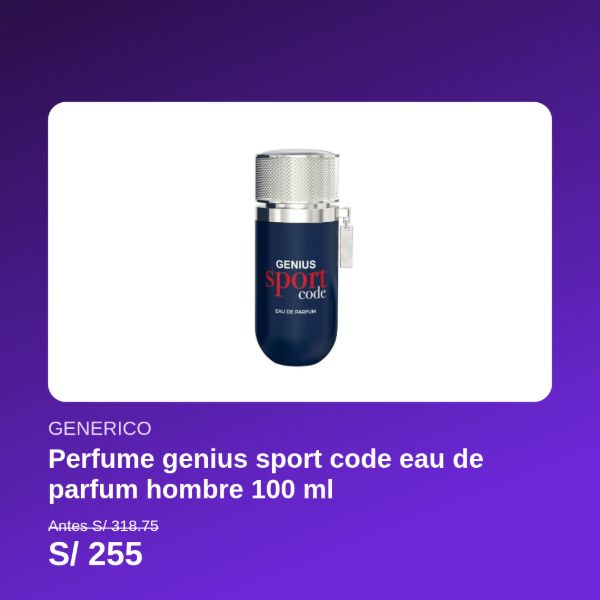 GENIUS
sport
code
EAU DE PARFUM
GENERICO
Perfume genius sport code eau de
parfum hombre 100 ml
Antes S/ 318.75
S/ 255